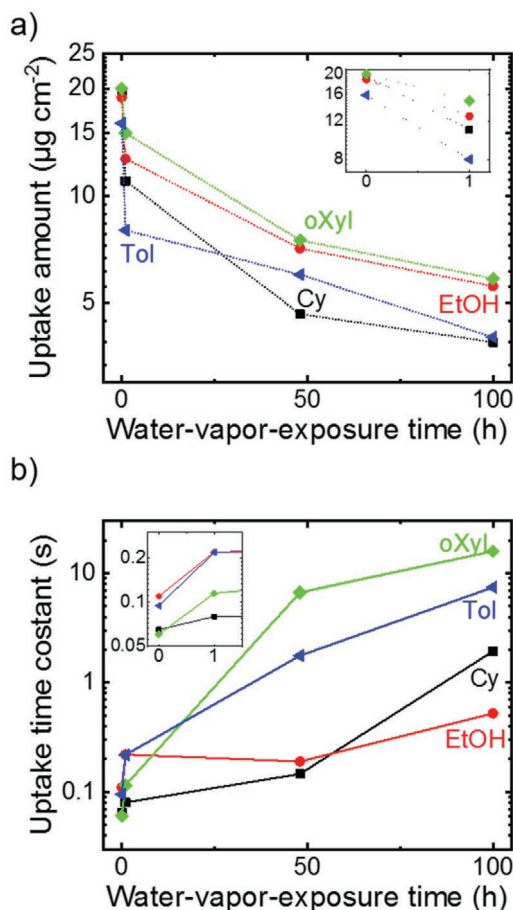 a)
25
20
15
10
5
Uptake amount (µg cm⁻²)
20
16
12
8
0 1
oXyl
Tol
Cy
EtOH
0 50 100
Water-vapor-exposure time (h)
b)
10
1
0.1
Uptake time costant (s)
0.2
0.1
0.05
0 1
oXyl
Tol
Cy
EtOH
0 50 100
Water-vapor-exposure time (h)